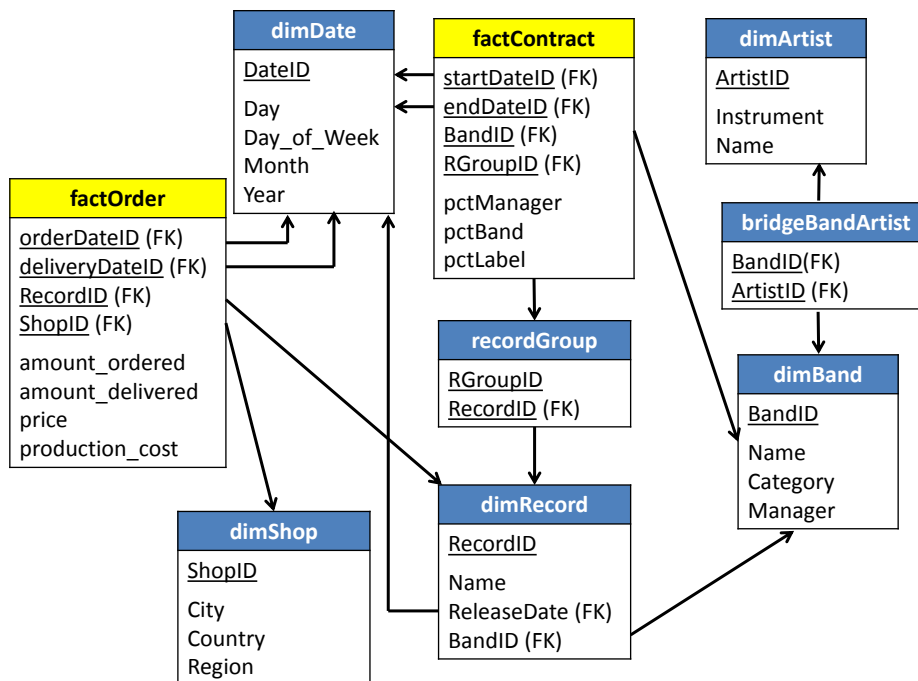 dimDate
DateID
Day
Day_of_Week
Month
Year
factContract
startDateID (FK)
endDateID (FK)
BandID (FK)
RGroupID (FK)
pctManager
pctBand
pctLabel
dimArtist
ArtistID
Instrument
Name
factOrder
orderDateID (FK)
deliveryDateID (FK)
RecordID (FK)
ShopID (FK)
amount_ordered
amount_delivered
price
production_cost
bridgeBandArtist
BandID(FK)
ArtistID (FK)
recordGroup
RGroupID
RecordID (FK)
dimBand
BandID
Name
Category
Manager
dimShop
ShopID
City
Country
Region
dimRecord
RecordID
Name
ReleaseDate (FK)
BandID (FK)